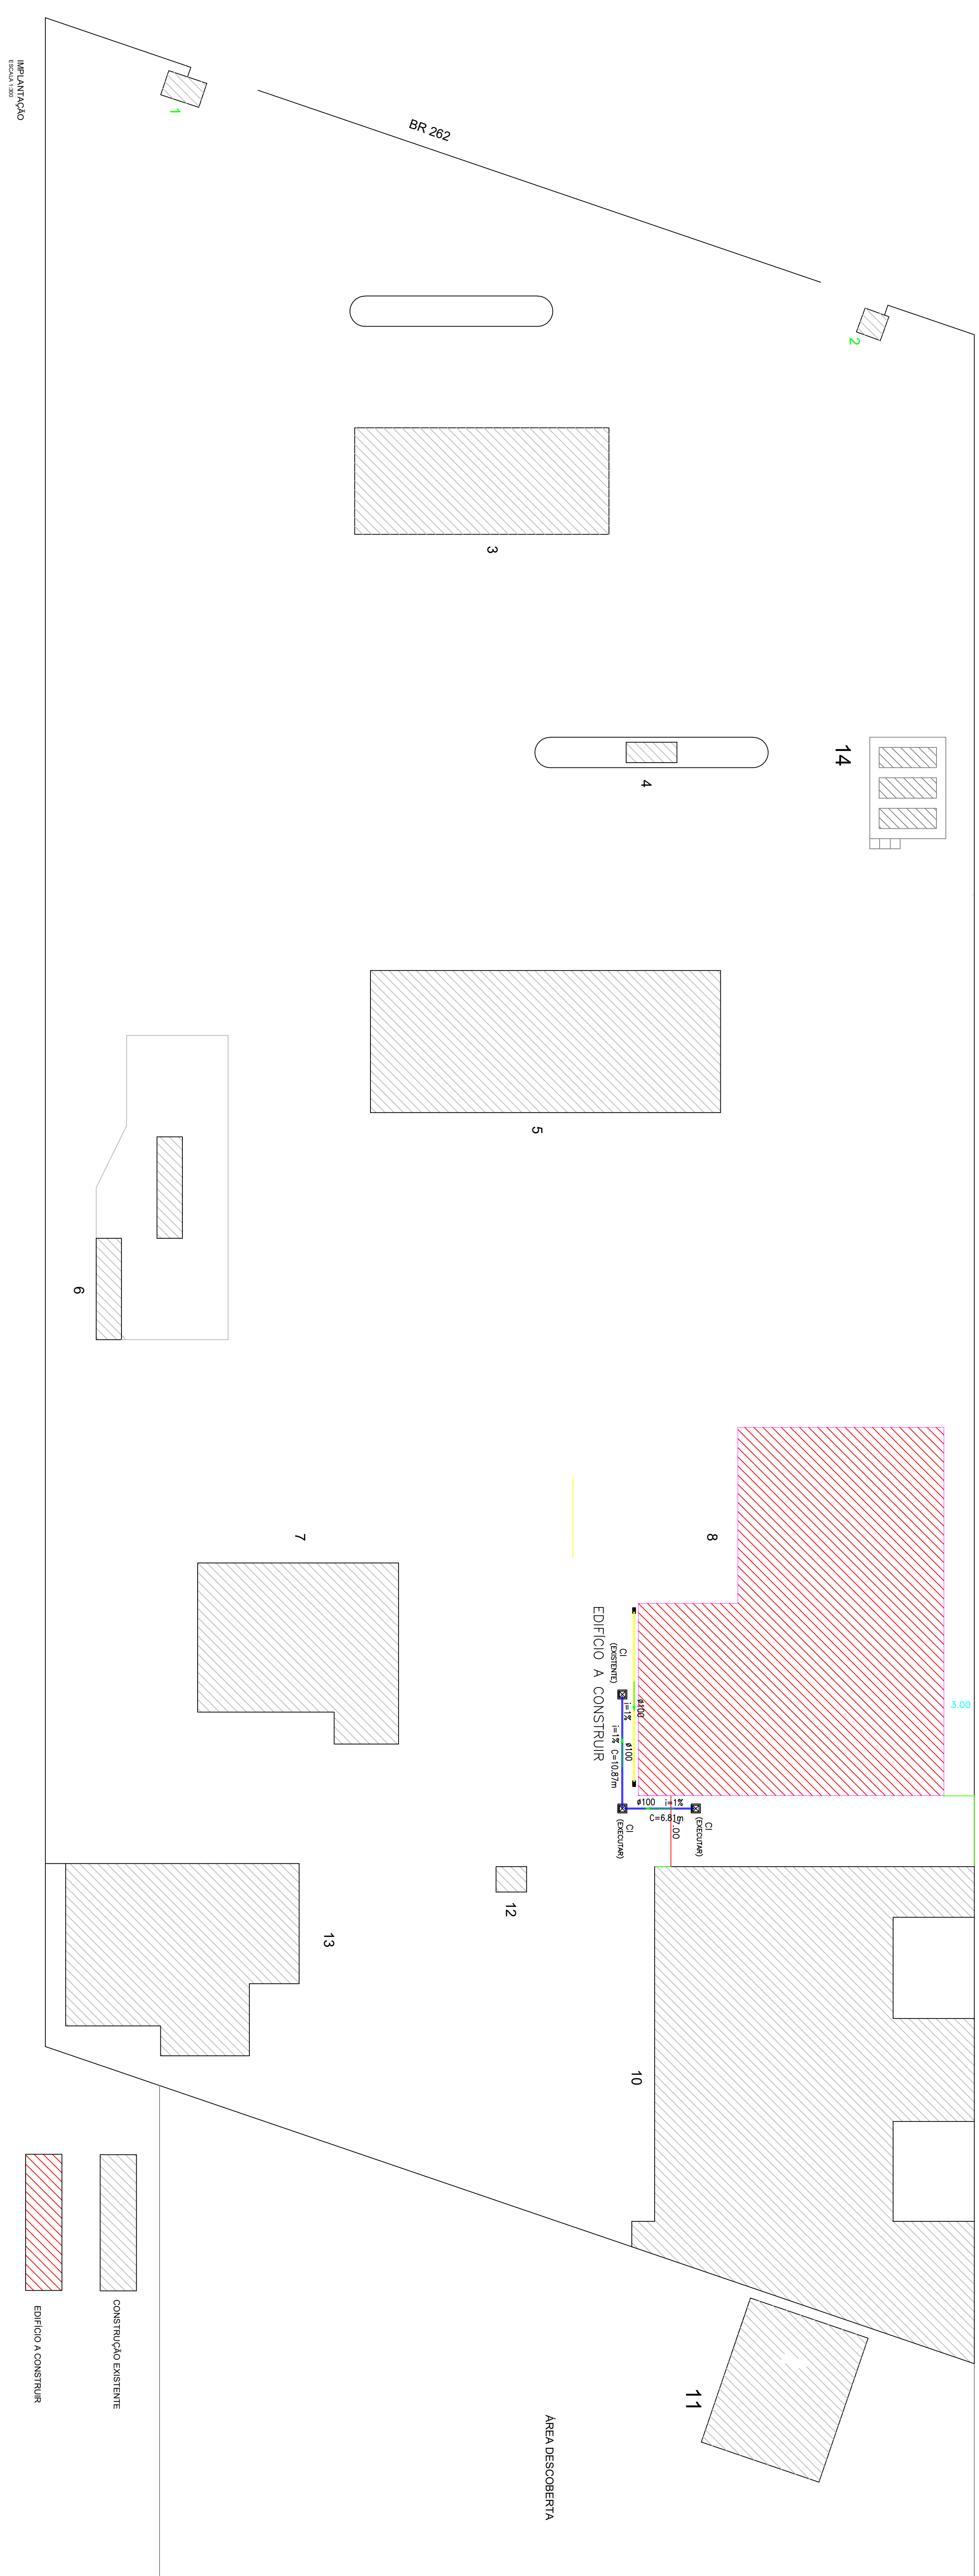 IMPLANTAÇÃO
ESCALA 1:300
1
BR 262
2
3
4
14
5
6
7
8
EDIFÍCIO A CONSTRUIR
CI
(EXISTENTE)
ø100
i=1%
ø100
i=1% C=10.87m
CI
(EXECUTAR)
ø100 i=1%
C=6.81m
7.00
CI
(EXECUTAR)
3.00
12
13
10
11
CONSTRUÇÃO EXISTENTE
EDIFÍCIO A CONSTRUIR
ÁREA DESCOBERTA